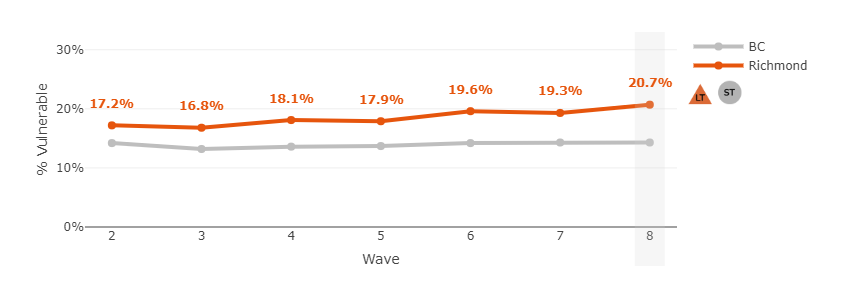 30%
20%
10%
0%
% Vulnerable
17.2%
16.8%
18.1%
17.9%
19.6%
19.3%
20.7%
2 3 4 5 6 7 8
Wave
BC
Richmond
LT ST